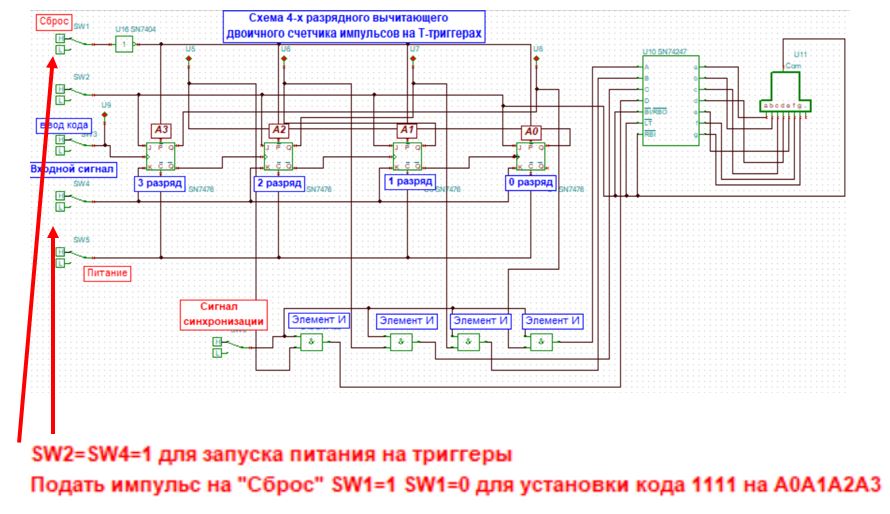 Схема 4-х разрядного вычитающего
двоичного счетчика импульсов на Т-триггерах
Сброс
SW1
U16 SN7404
1
H
L
U5
U6
U7
U8
U10 SN74247
U11
Com
SW2
H
L
U9
A
B
C
D
BI/RBO
LT
RBI
a
b
c
d
e
f
g
a b c d e f g .
ввод кода
SW3
H
L
A3
A2
A1
A0
J P Q
K C Q
J P Q
K C Q
J P Q
K C Q
J P Q
K C Q
Входной сигнал
3 разряд
SN7476
2 разряд
SN7476
1 разряд
SN7476
0 разряд
SN7476
SW4
H
L
SW5
H
L
Питание
Сигнал
синхронизации
H
L
Элемент И
Элемент И
Элемент И
Элемент И
&
&
&
&
SW2=SW4=1 для запуска питания на триггеры
Подать импульс на "Сброс" SW1=1 SW1=0 для установки кода 1111 на A0A1A2A3